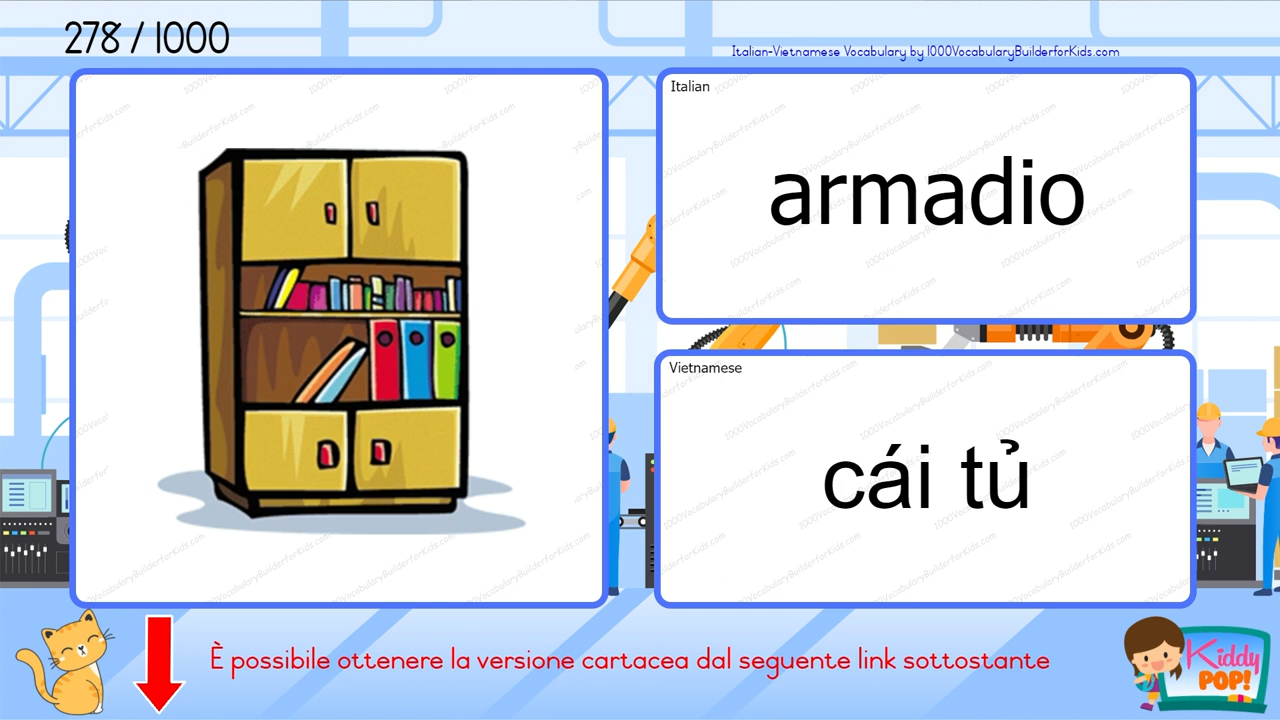 278 / 1000
Italian-Vietnamese Vocabulary by 1000VocabularyBuilderforKids.com
Italian
armadio
Vietnamese
cái tủ
È possibile ottenere la versione cartacea dal seguente link sottostante
Kiddy
POP!